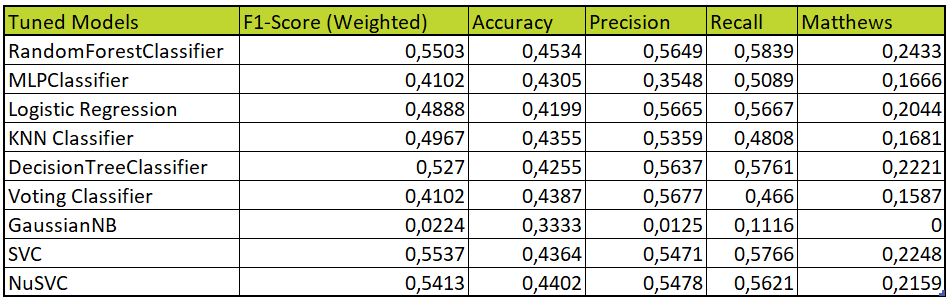 Tuned Models F1-Score (Weighted) Accuracy Precision Recall Matthews
RandomForestClassifier 0,5503 0,4534 0,5649 0,5839 0,2433
MLPClassifier 0,4102 0,4305 0,3548 0,5089 0,1666
Logistic Regression 0,4888 0,4199 0,5665 0,5667 0,2044
KNN Classifier 0,4967 0,4355 0,5359 0,4808 0,1681
DecisionTreeClassifier 0,527 0,4255 0,5637 0,5761 0,2221
Voting Classifier 0,4102 0,4387 0,5677 0,466 0,1587
GaussianNB 0,0224 0,3333 0,0125 0,1116 0
SVC 0,5537 0,4364 0,5471 0,5766 0,2248
NuSVC 0,5413 0,4402 0,5478 0,5621 0,2159